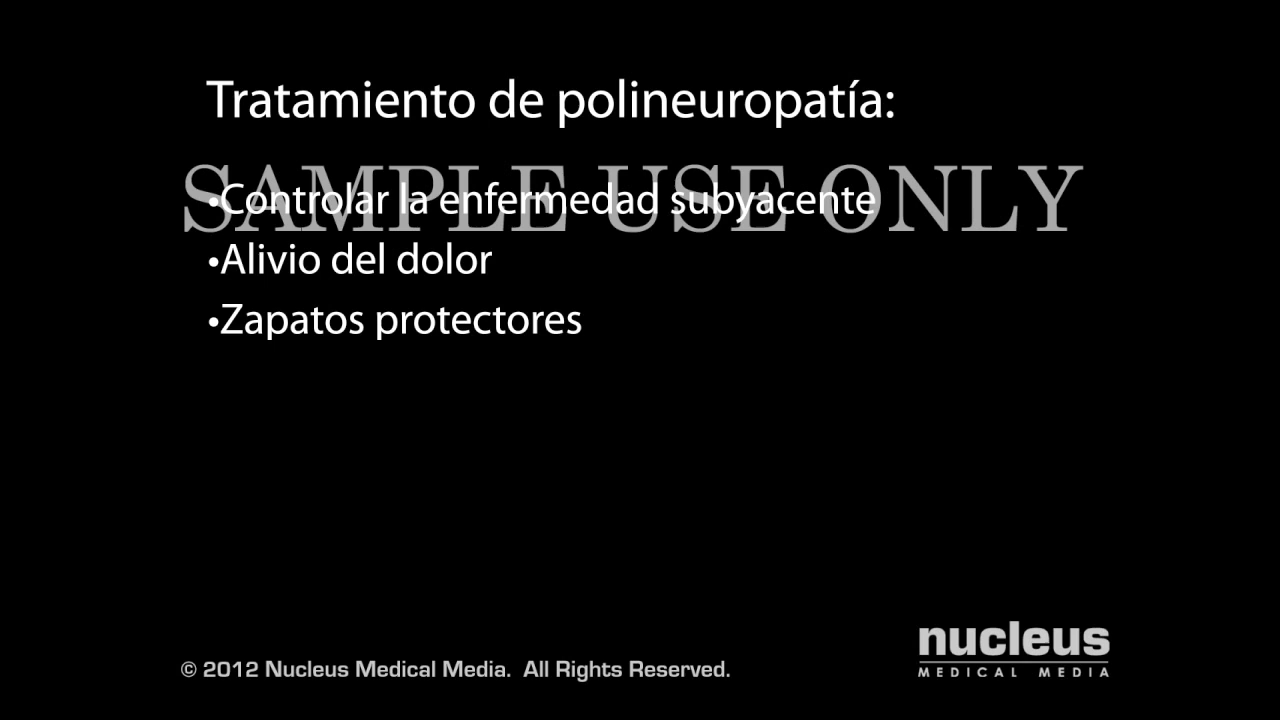 Tratamiento de polineuropatía:
SAMPLE USE ONLY
•Controlar la enfermedad subyacente
•Alivio del dolor
•Zapatos protectores
nucleus
MEDICAL MEDIA
© 2012 Nucleus Medical Media. All Rights Reserved.